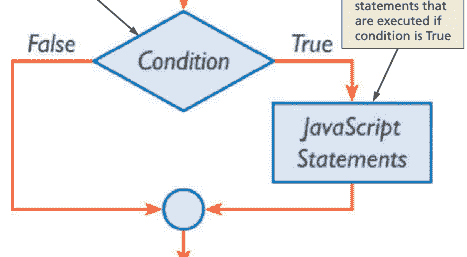 statements that
are executed if
condition is True
False
True
Condition
JavaScript
Statements